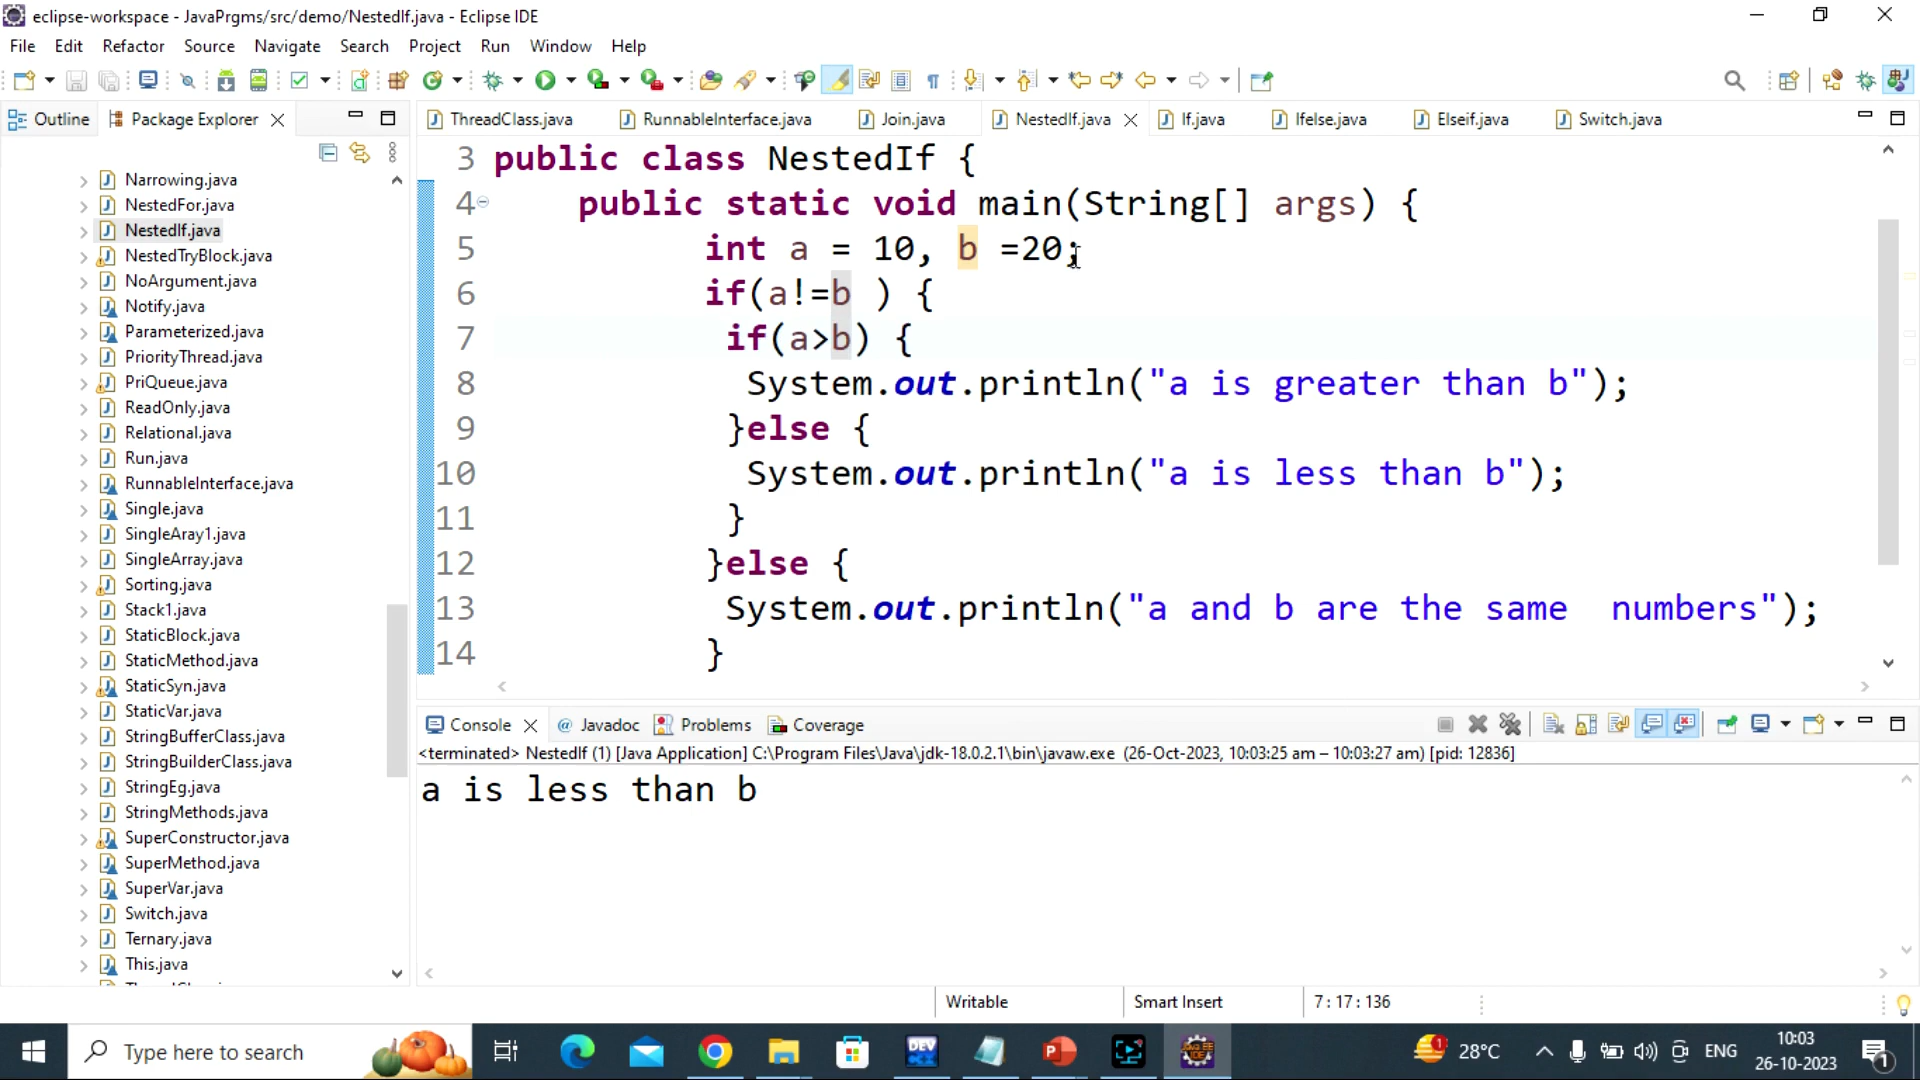 eclipse-workspace - JavaPrgms/src/demo/NestedIf.java - Eclipse IDE
File Edit Refactor Source Navigate Search Project Run Window Help
Outline Package Explorer
ThreadClass.java RunnableInterface.java Join.java NestedIf.java If.java Ifelse.java Elseif.java Switch.java
Narrowing.java
NestedFor.java
NestedIf.java
NestedTryBlock.java
NoArgument.java
Notify.java
Parameterized.java
PriorityThread.java
PriQueue.java
ReadOnly.java
Relational.java
Run.java
RunnableInterface.java
Single.java
SingleAray1.java
SingleArray.java
Sorting.java
Stack1.java
StaticBlock.java
StaticMethod.java
StaticSyn.java
StaticVar.java
StringBufferClass.java
StringBuilderClass.java
StringEg.java
StringMethods.java
SuperConstructor.java
SuperMethod.java
SuperVar.java
Switch.java
Ternary.java
This.java
3 public class NestedIf {
4 public static void main(String[] args) {
5 int a = 10, b =20;
6 if(a!=b ) {
7 if(a>b) {
8 System.out.println("a is greater than b");
9 }else {
10 System.out.println("a is less than b");
11 }
12 }else {
13 System.out.println("a and b are the same  numbers");
14 }
Console Javadoc Problems Coverage
<terminated> NestedIf (1) [Java Application] C:\Program Files\Java\jdk-18.0.2.1\bin\javaw.exe (26-Oct-2023, 10:03:25 am – 10:03:27 am) [pid: 12836]
a is less than b
Writable Smart Insert 7 : 17 : 136
Type here to search
28°C ENG 10:03
26-10-2023